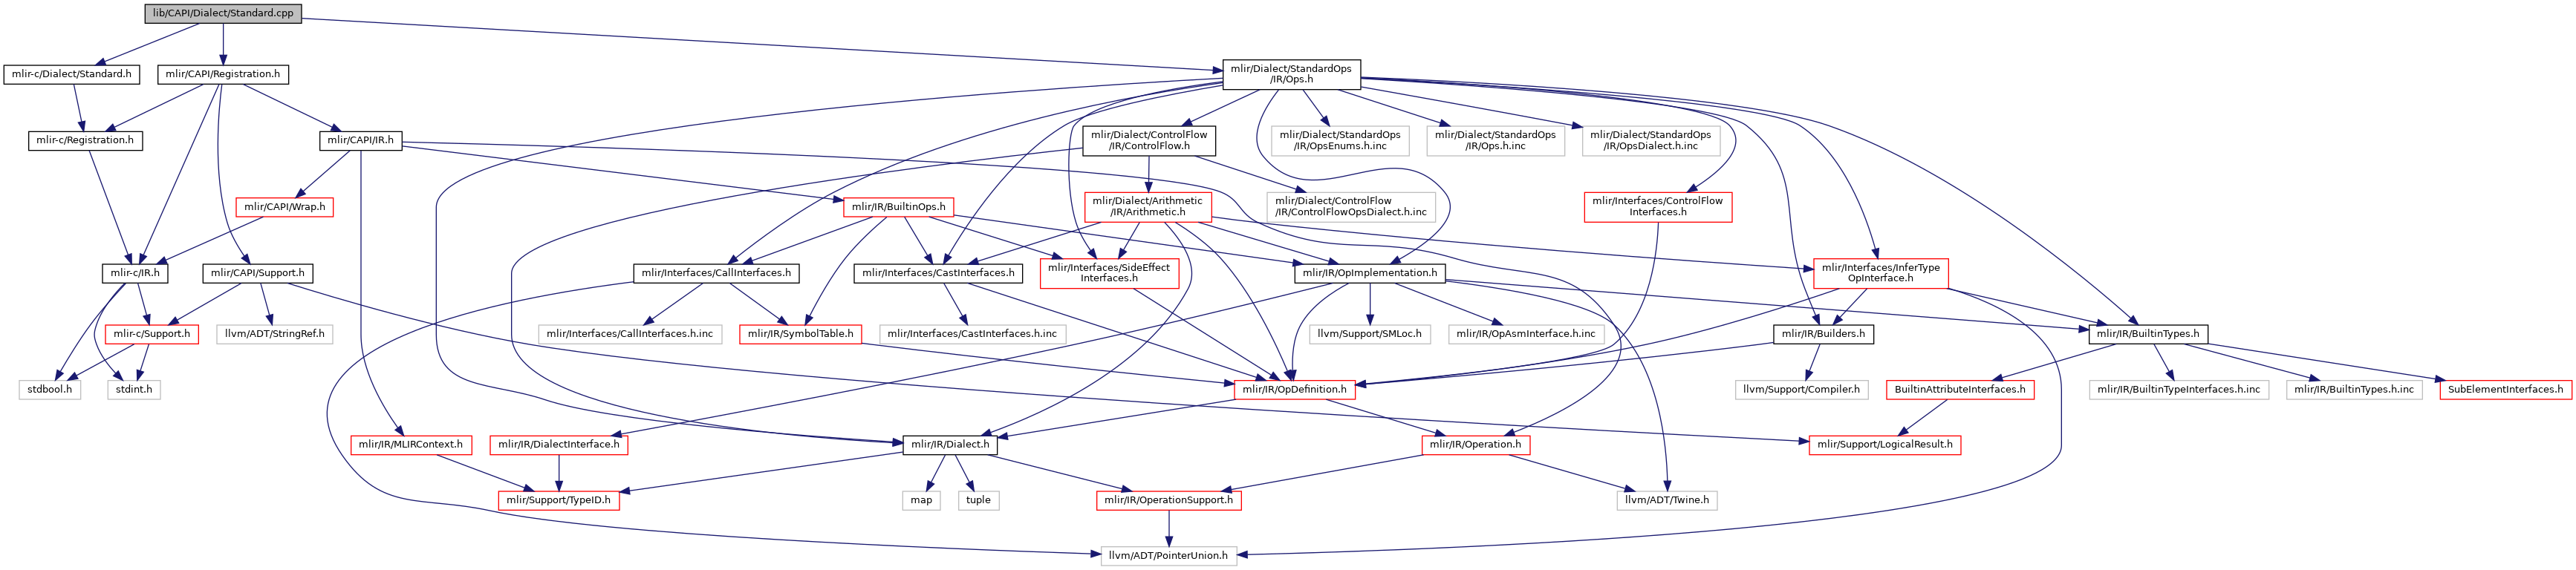 lib/CAPI/Dialect/Standard.cpp
mlir-c/Dialect/Standard.h
mlir/CAPI/Registration.h
mlir/Dialect/StandardOps
/IR/Ops.h
mlir-c/Registration.h
mlir/CAPI/IR.h
mlir/Dialect/ControlFlow
/IR/ControlFlow.h
mlir/Dialect/StandardOps
/IR/OpsEnums.h.inc
mlir/Dialect/StandardOps
/IR/Ops.h.inc
mlir/Dialect/StandardOps
/IR/OpsDialect.h.inc
mlir/CAPI/Wrap.h
mlir/IR/BuiltinOps.h
mlir/Dialect/Arithmetic
/IR/Arithmetic.h
mlir/Dialect/ControlFlow
/IR/ControlFlowOpsDialect.h.inc
mlir/Interfaces/ControlFlow
Interfaces.h
mlir-c/IR.h
mlir/CAPI/Support.h
mlir/Interfaces/CallInterfaces.h
mlir/Interfaces/CastInterfaces.h
mlir/Interfaces/SideEffect
Interfaces.h
mlir/IR/OpImplementation.h
mlir/Interfaces/InferType
OpInterface.h
mlir-c/Support.h
llvm/ADT/StringRef.h
mlir/Interfaces/CallInterfaces.h.inc
mlir/IR/SymbolTable.h
mlir/Interfaces/CastInterfaces.h.inc
llvm/Support/SMLoc.h
mlir/IR/OpAsmInterface.h.inc
mlir/IR/Builders.h
mlir/IR/BuiltinTypes.h
stdbool.h
stdint.h
mlir/IR/OpDefinition.h
llvm/Support/Compiler.h
BuiltinAttributeInterfaces.h
mlir/IR/BuiltinTypeInterfaces.h.inc
mlir/IR/BuiltinTypes.h.inc
SubElementInterfaces.h
mlir/IR/MLIRContext.h
mlir/IR/DialectInterface.h
mlir/IR/Dialect.h
mlir/IR/Operation.h
mlir/Support/LogicalResult.h
mlir/Support/TypeID.h
map
tuple
mlir/IR/OperationSupport.h
llvm/ADT/Twine.h
llvm/ADT/PointerUnion.h